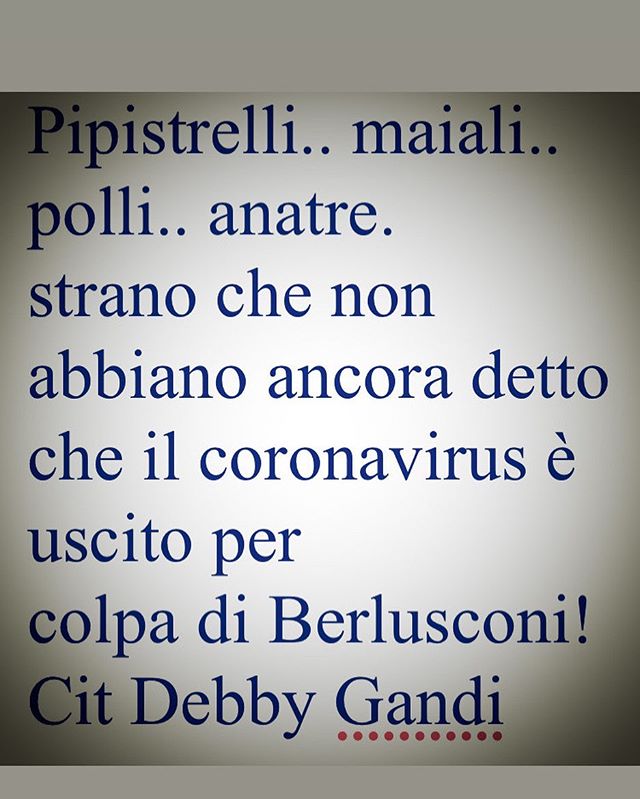 Pipistrelli.. maiali..
polli.. anatre.
strano che non
abbiano ancora detto
che il coronavirus è
uscito per
colpa di Berlusconi!
Cit Debby Gandi